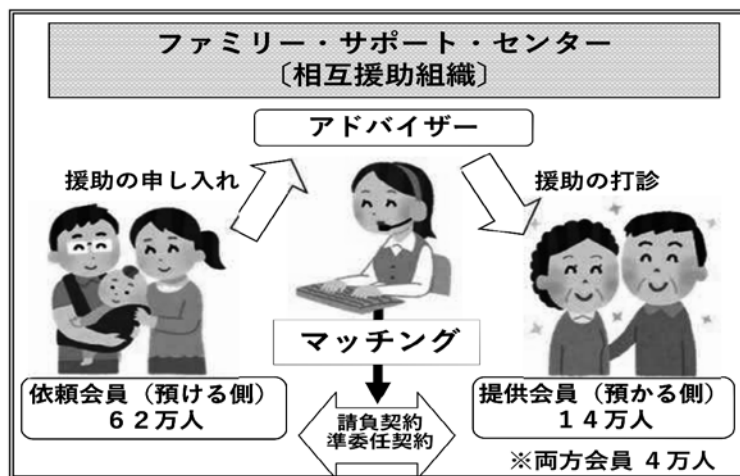 ファミリー・サポート・センター
〔相互援助組織〕
アドバイザー
援助の申し入れ
援助の打診
マッチング
依頼会員（預ける側）
６２万人
提供会員（預かる側）
１４万人
請負契約
準委任契約
※両方会員 ４万人